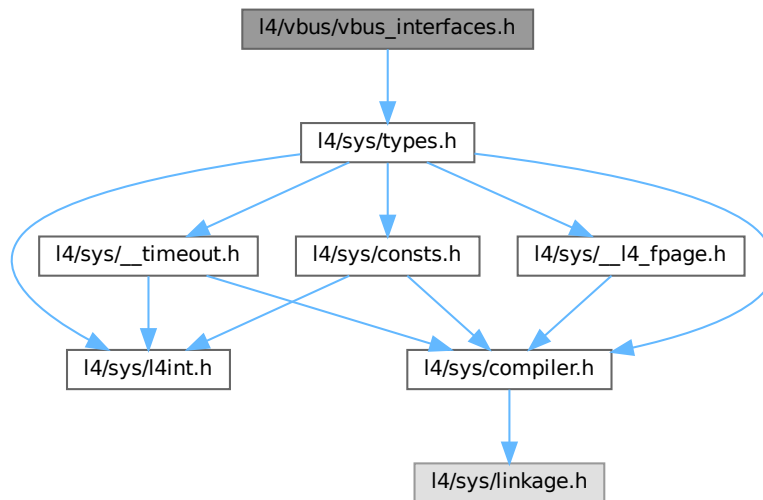 l4/vbus/vbus_interfaces.h
l4/sys/types.h
l4/sys/__timeout.h
l4/sys/consts.h
l4/sys/__l4_fpage.h
l4/sys/l4int.h
l4/sys/compiler.h
l4/sys/linkage.h